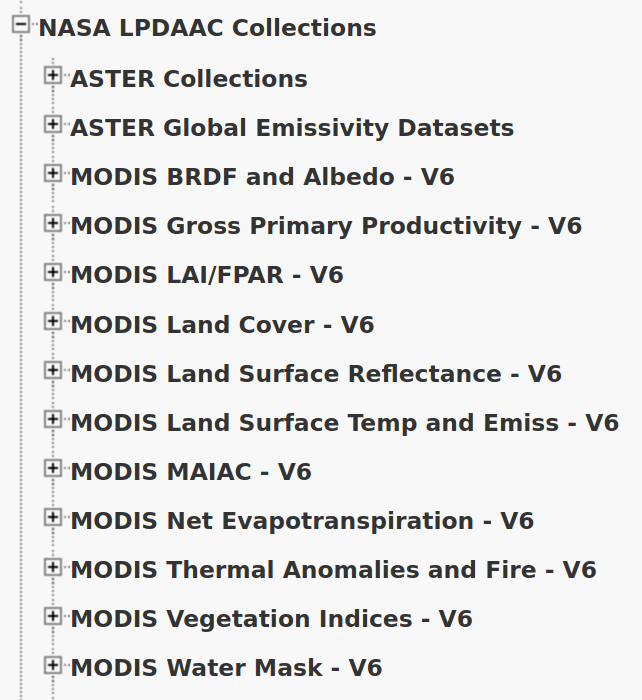 NASA LPDAAC Collections
ASTER Collections
ASTER Global Emissivity Datasets
MODIS BRDF and Albedo - V6
MODIS Gross Primary Productivity - V6
MODIS LAI/FPAR - V6
MODIS Land Cover - V6
MODIS Land Surface Reflectance - V6
MODIS Land Surface Temp and Emiss - V6
MODIS MAIAC - V6
MODIS Net Evapotranspiration - V6
MODIS Thermal Anomalies and Fire - V6
MODIS Vegetation Indices - V6
MODIS Water Mask - V6